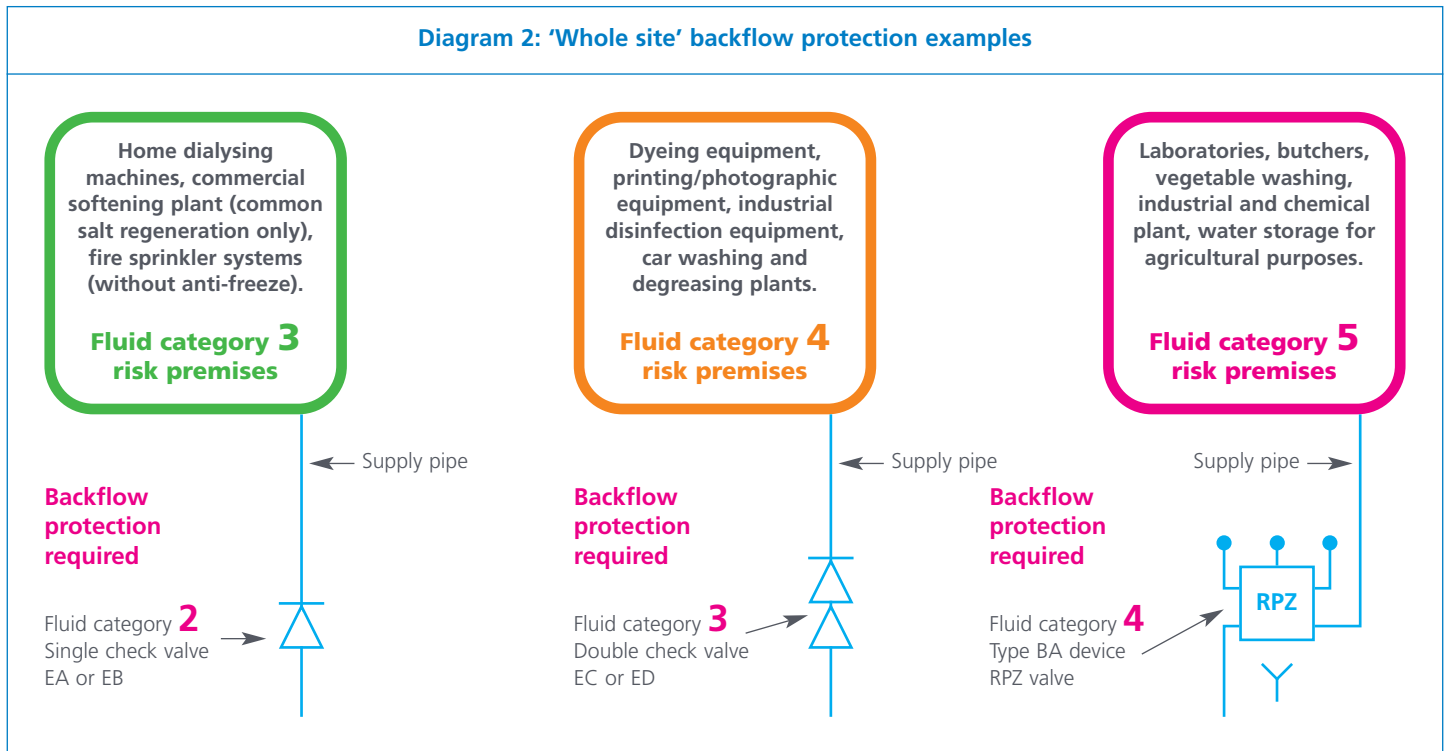 Diagram 2: ‘Whole site’ backflow protection examples
Home dialysing
machines, commercial
softening plant (common
salt regeneration only),
fire sprinkler systems
(without anti-freeze).
Fluid category 3
risk premises
Supply pipe
Backflow
protection
required
Fluid category 2
Single check valve
EA or EB
Dyeing equipment,
printing/photographic
equipment, industrial
disinfection equipment,
car washing and
degreasing plants.
Fluid category 4
risk premises
Supply pipe
Backflow
protection
required
Fluid category 3
Double check valve
EC or ED
Laboratories, butchers,
vegetable washing,
industrial and chemical
plant, water storage for
agricultural purposes.
Fluid category 5
risk premises
Supply pipe
Backflow
protection
required
RPZ
Fluid category 4
Type BA device
RPZ valve